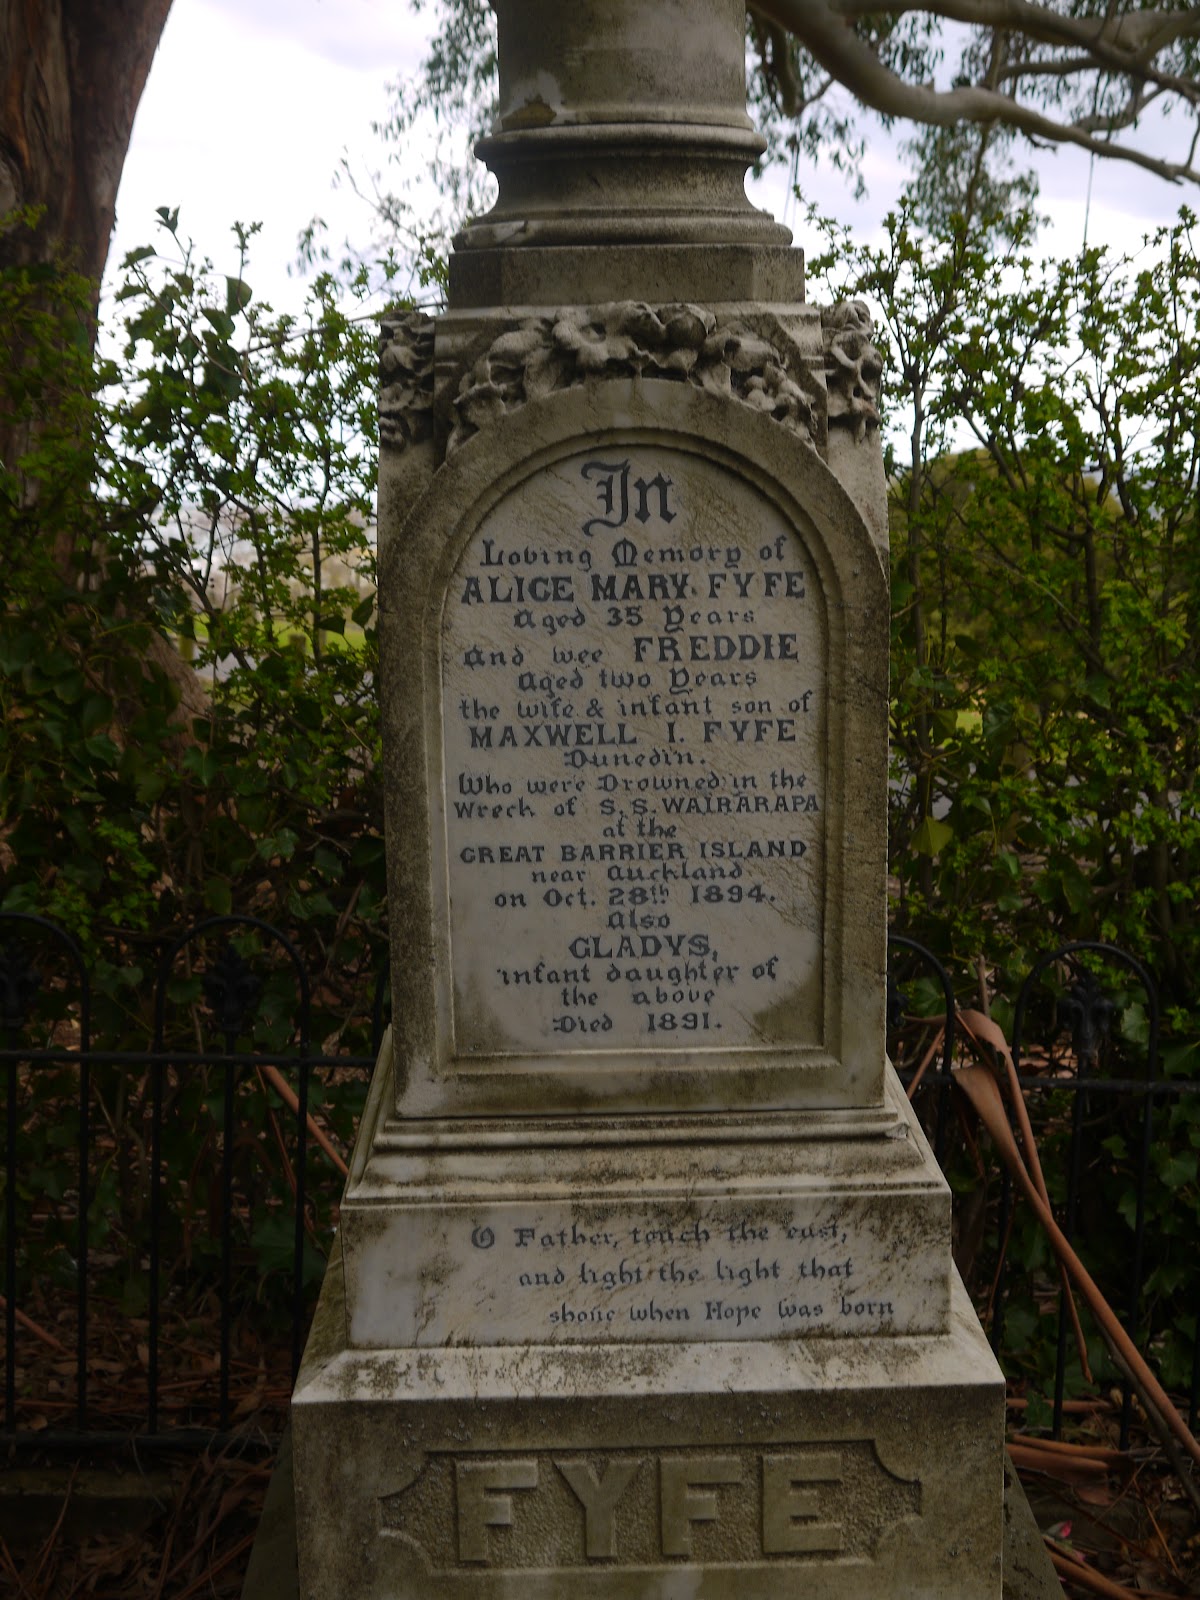 In
Loving Memory of
ALICE MARY FYFE
Aged 35 Years
And wee FREDDIE
Aged two Years
the wife & infant son of
MAXWELL I. FYFE
Dunedin.
Who were Drowned in the
Wreck of S.S. WAIRARAPA
at the
GREAT BARRIER ISLAND
near Auckland
on Oct. 28th 1894.
Also
GLADYS,
infant daughter of
the above
Died 1891.
O Father, touch the east,
and light the light that
shone when Hope was born
FYFE